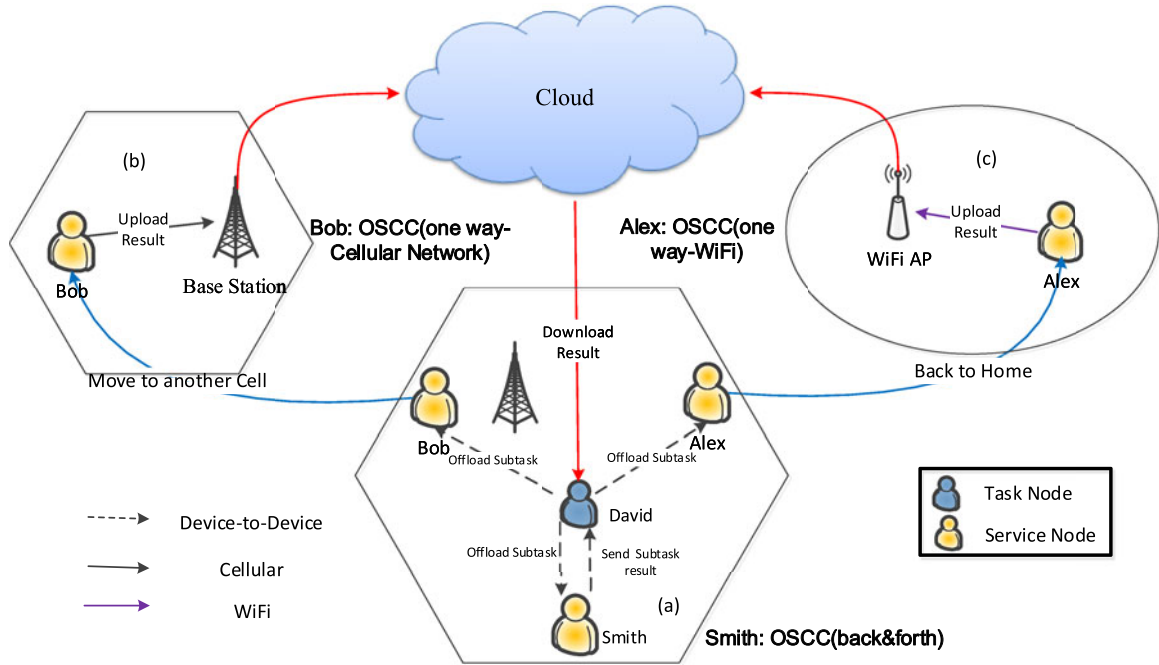 Cloud
(b)
(c)
Upload
Result
Bob
Base Station
Bob: OSCC(one way-
Cellular Network)
Alex: OSCC(one
way-WiFi)
Upload
Result
WiFi AP
Alex
Download
Result
Move to another Cell
Back to Home
Bob
Alex
Offload Subtask
Offload Subtask
David
Offload Subtask
Send Subtask
result
(a)
Smith
Smith: OSCC(back&forth)
Device-to-Device
Cellular
WiFi
Task Node
Service Node